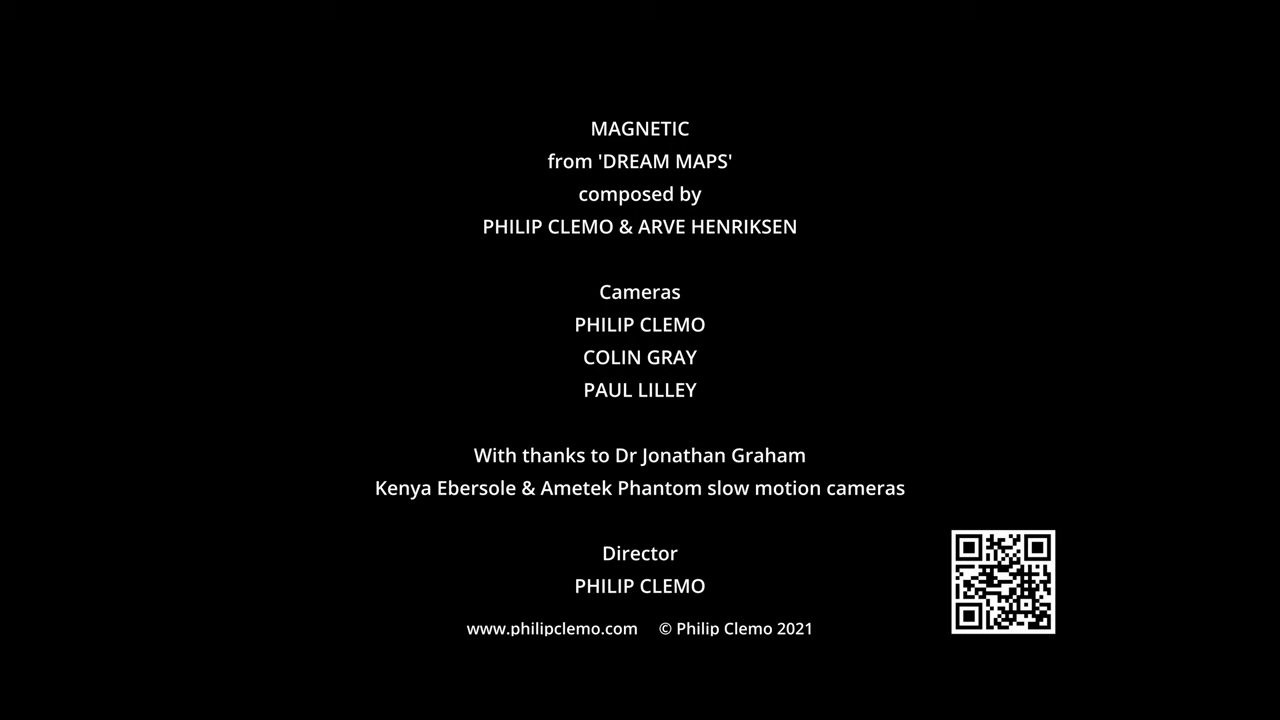 MAGNETIC
from 'DREAM MAPS'
composed by
PHILIP CLEMO & ARVE HENRIKSEN
Cameras
PHILIP CLEMO
COLIN GRAY
PAUL LILLEY
With thanks to Dr Jonathan Graham
Kenya Ebersole & Ametek Phantom slow motion cameras
Director
PHILIP CLEMO
www.philipclemo.com © Philip Clemo 2021